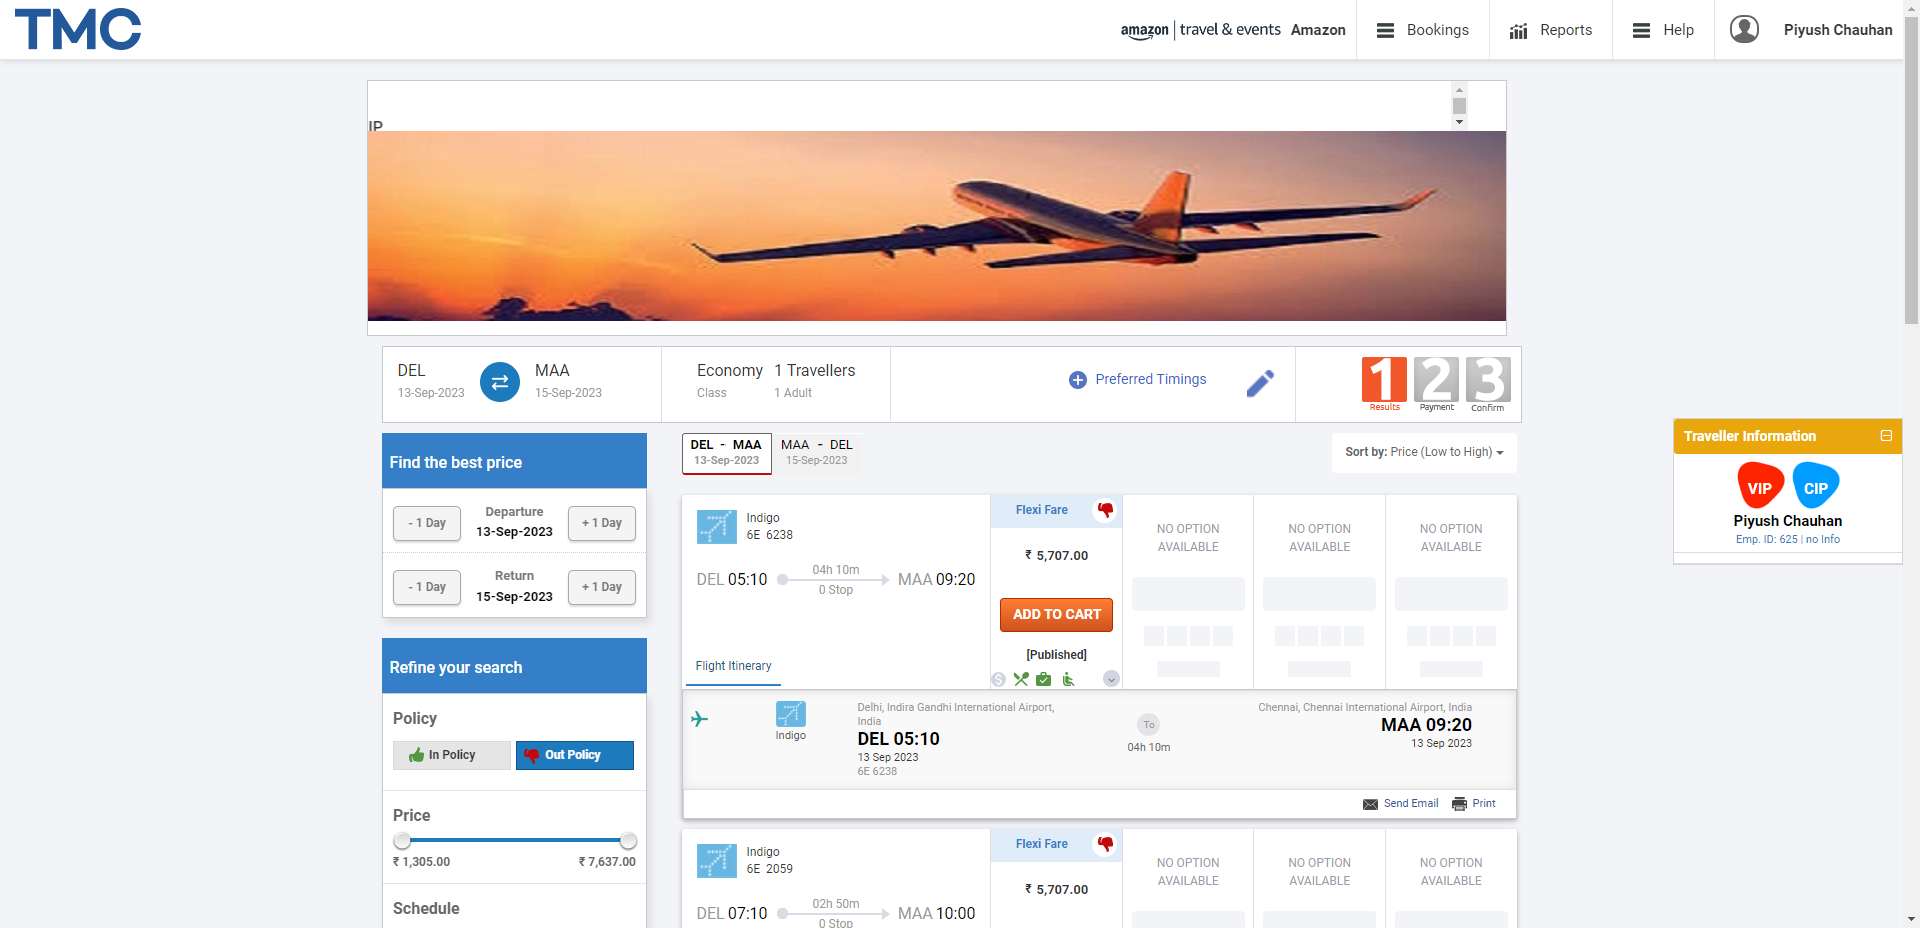 TMC
amazon travel & events Amazon
Bookings
Reports
Help
Piyush Chauhan
IP
DEL
13-Sep-2023
MAA
15-Sep-2023
Economy
Class
1 Travellers
1 Adult
Preferred Timings
1
Results
2
Payment
3
Confirm
Find the best price
- 1 Day
Departure
13-Sep-2023
+ 1 Day
- 1 Day
Return
15-Sep-2023
+ 1 Day
Refine your search
Policy
In Policy
Out Policy
Price
₹ 1,305.00
₹ 7,637.00
Schedule
DEL - MAA
13-Sep-2023
MAA - DEL
15-Sep-2023
Sort by: Price (Low to High)
Indigo
6E 6238
DEL 05:10
04h 10m
0 Stop
MAA 09:20
Flight Itinerary
Flexi Fare
₹ 5,707.00
ADD TO CART
[Published]
NO OPTION
AVAILABLE
NO OPTION
AVAILABLE
NO OPTION
AVAILABLE
Indigo
Delhi, Indira Gandhi International Airport,
India
DEL 05:10
13 Sep 2023
6E 6238
To
04h 10m
Chennai, Chennai International Airport, India
MAA 09:20
13 Sep 2023
Send Email
Print
Indigo
6E 2059
DEL 07:10
02h 50m
0 Stop
MAA 10:00
Flexi Fare
₹ 5,707.00
NO OPTION
AVAILABLE
NO OPTION
AVAILABLE
NO OPTION
AVAILABLE
Traveller Information
VIP
CIP
Piyush Chauhan
Emp. ID: 625 | no Info